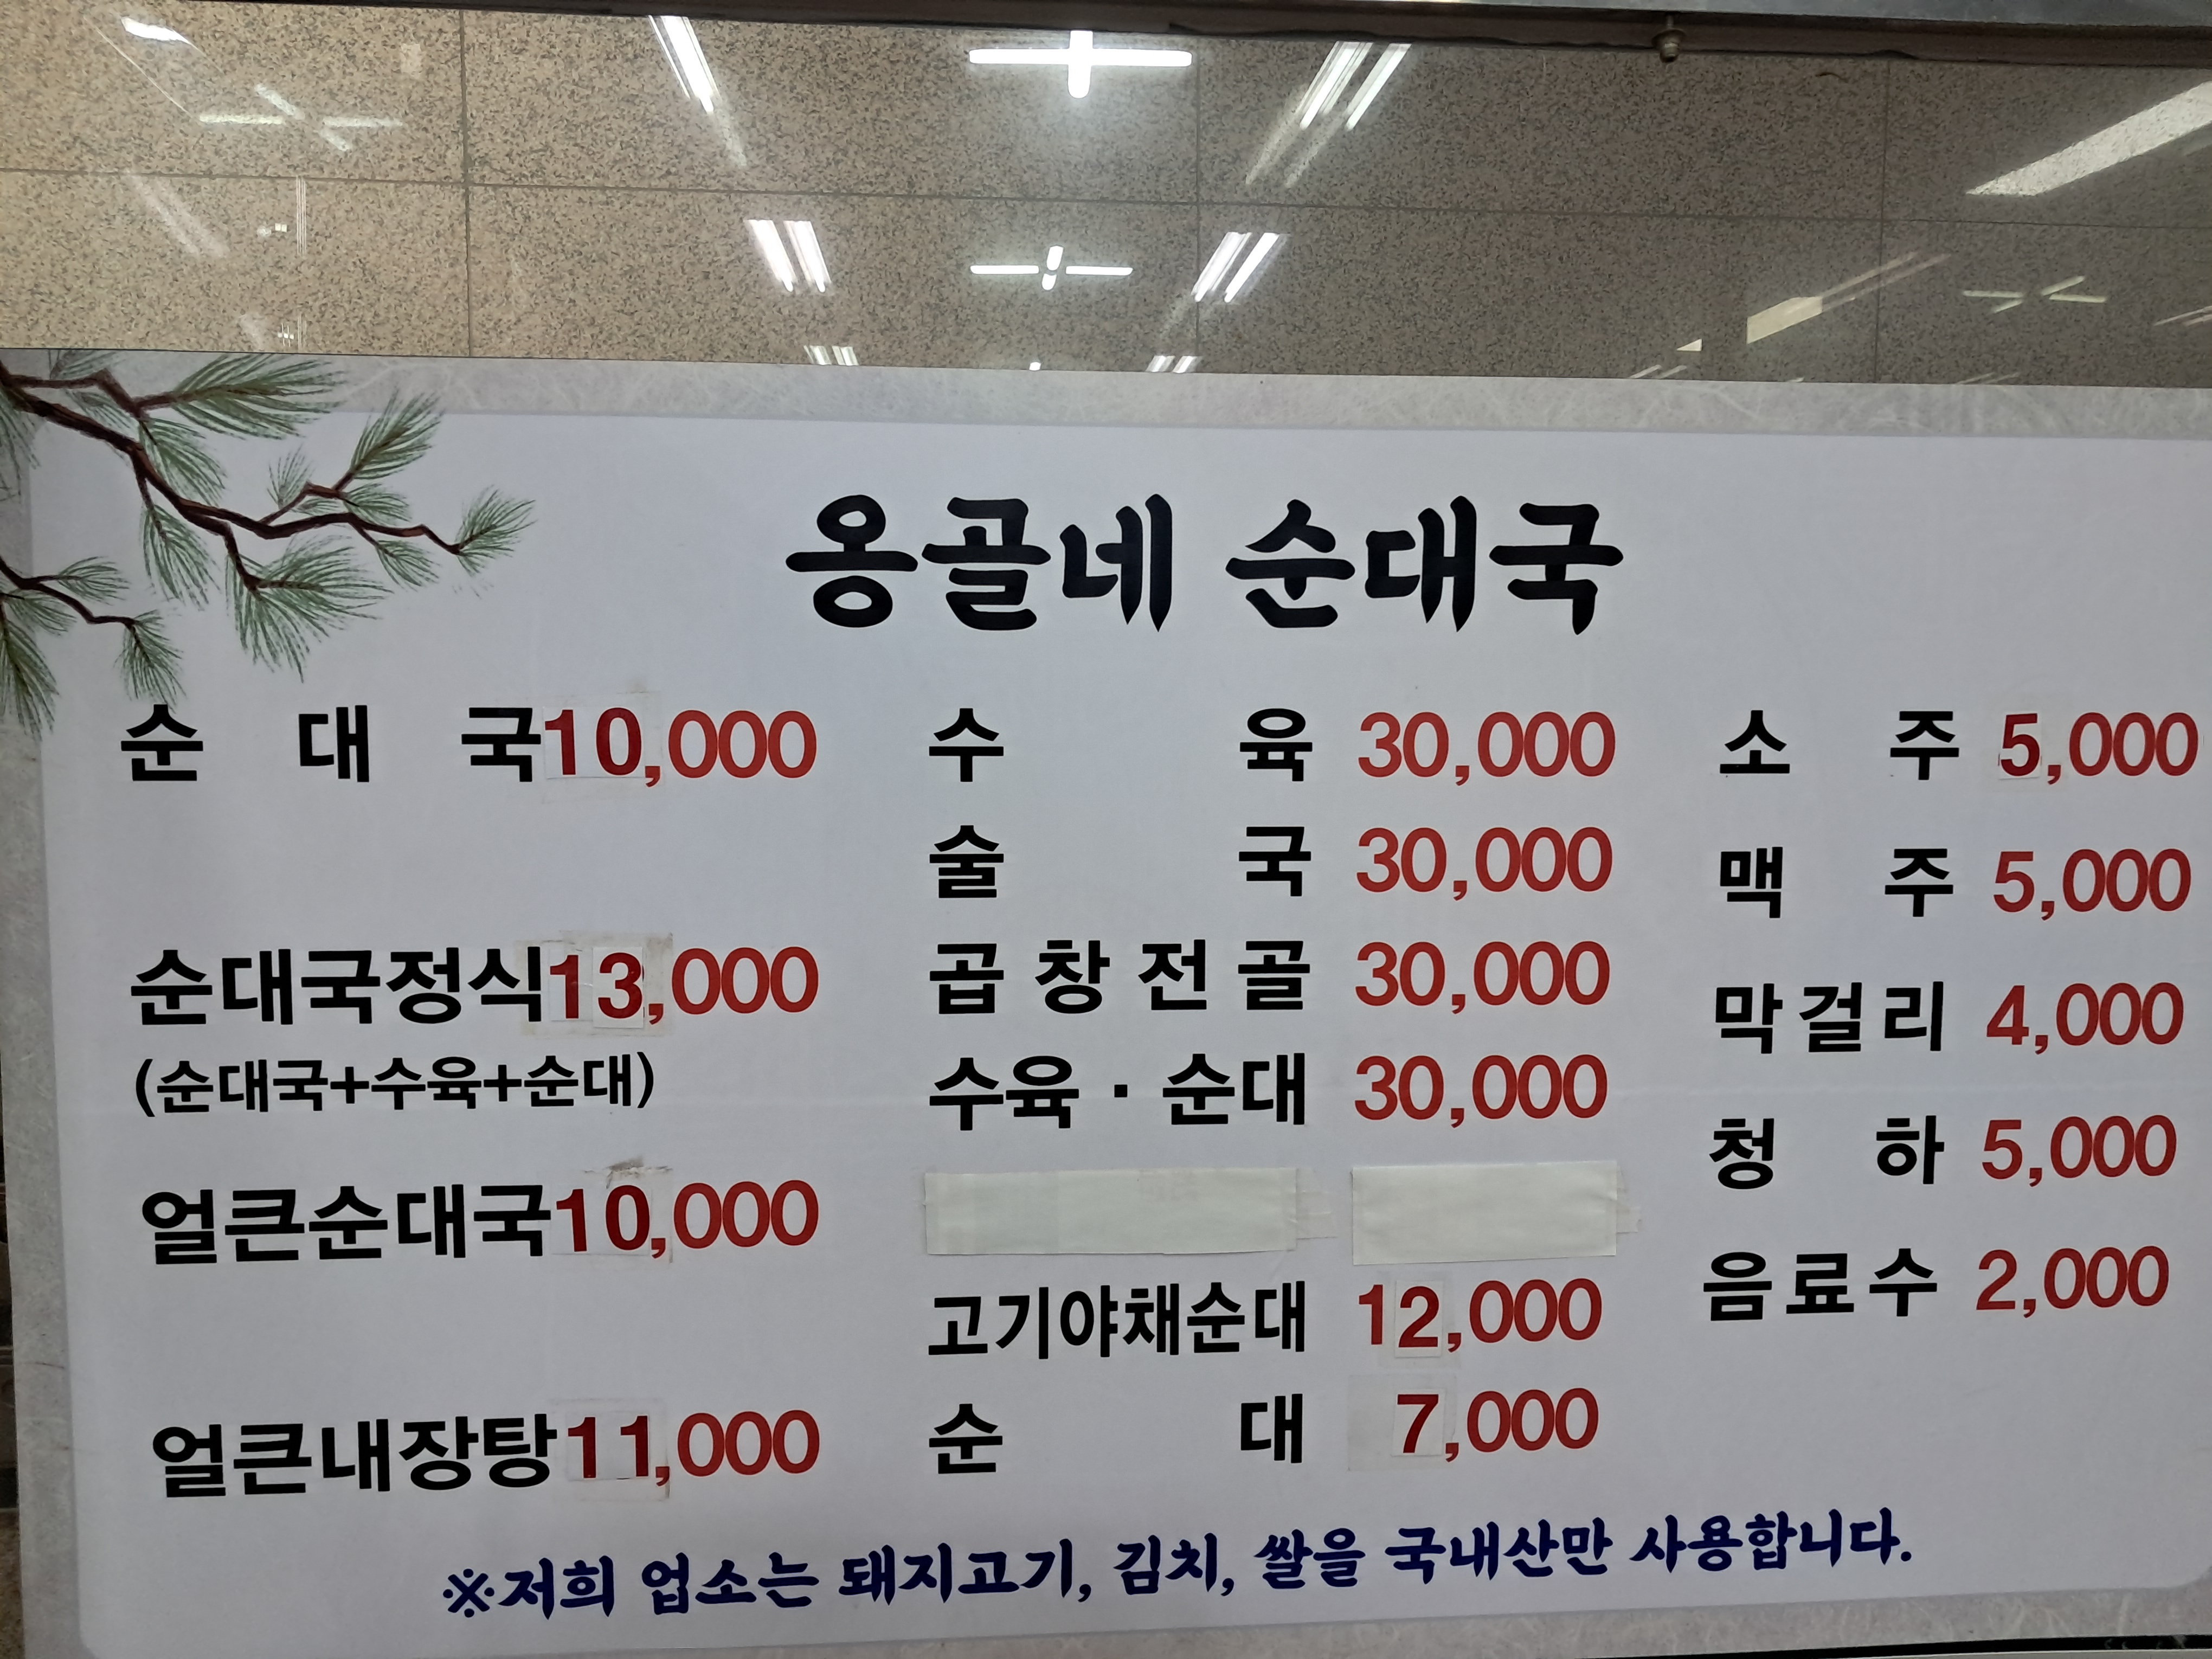 옹골네 순대국
순대국 10,000
순대국정식 13,000
(순대국+수육+순대)
얼큰순대국 10,000
얼큰내장탕 11,000
수육 30,000
술국 30,000
곱창전골 30,000
수육 · 순대 30,000
고기야채순대 12,000
순대 7,000
소주 5,000
맥주 5,000
막걸리 4,000
청하 5,000
음료수 2,000
※저희 업소는 돼지고기, 김치, 쌀을 국내산만 사용합니다.